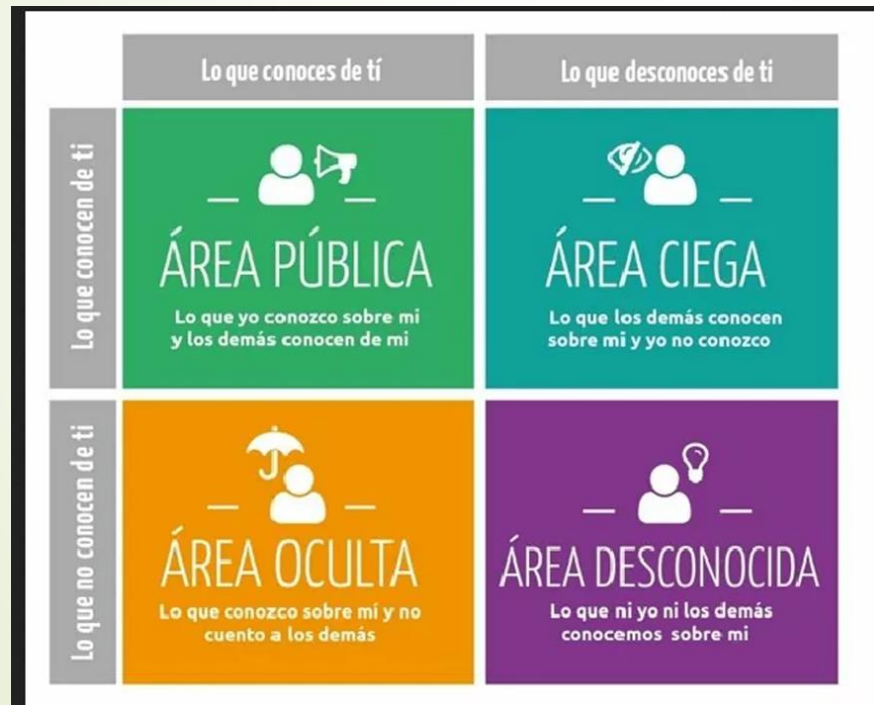 Lo que conoces de tí
Lo que desconoces de ti
Lo que conocen de ti
ÁREA PÚBLICA
Lo que yo conozco sobre mi
y los demás conocen de mi
ÁREA CIEGA
Lo que los demás conocen
sobre mi y yo no conozco
Lo que no conocen de ti
ÁREA OCULTA
Lo que conozco sobre mí y no
cuento a los demás
ÁREA DESCONOCIDA
Lo que ni yo ni los demás
conocemos sobre mi